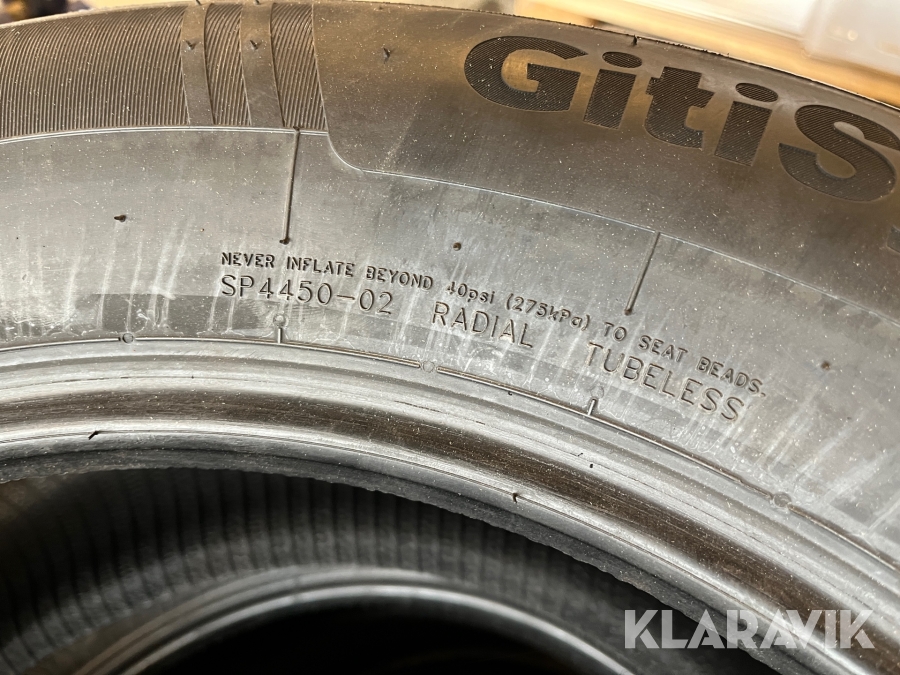 GitiS
NEVER INFLATE BEYOND 40psi (275kPa) TO SEAT BEADS.
SP4450-02 RADIAL TUBELESS
KLARAVIK